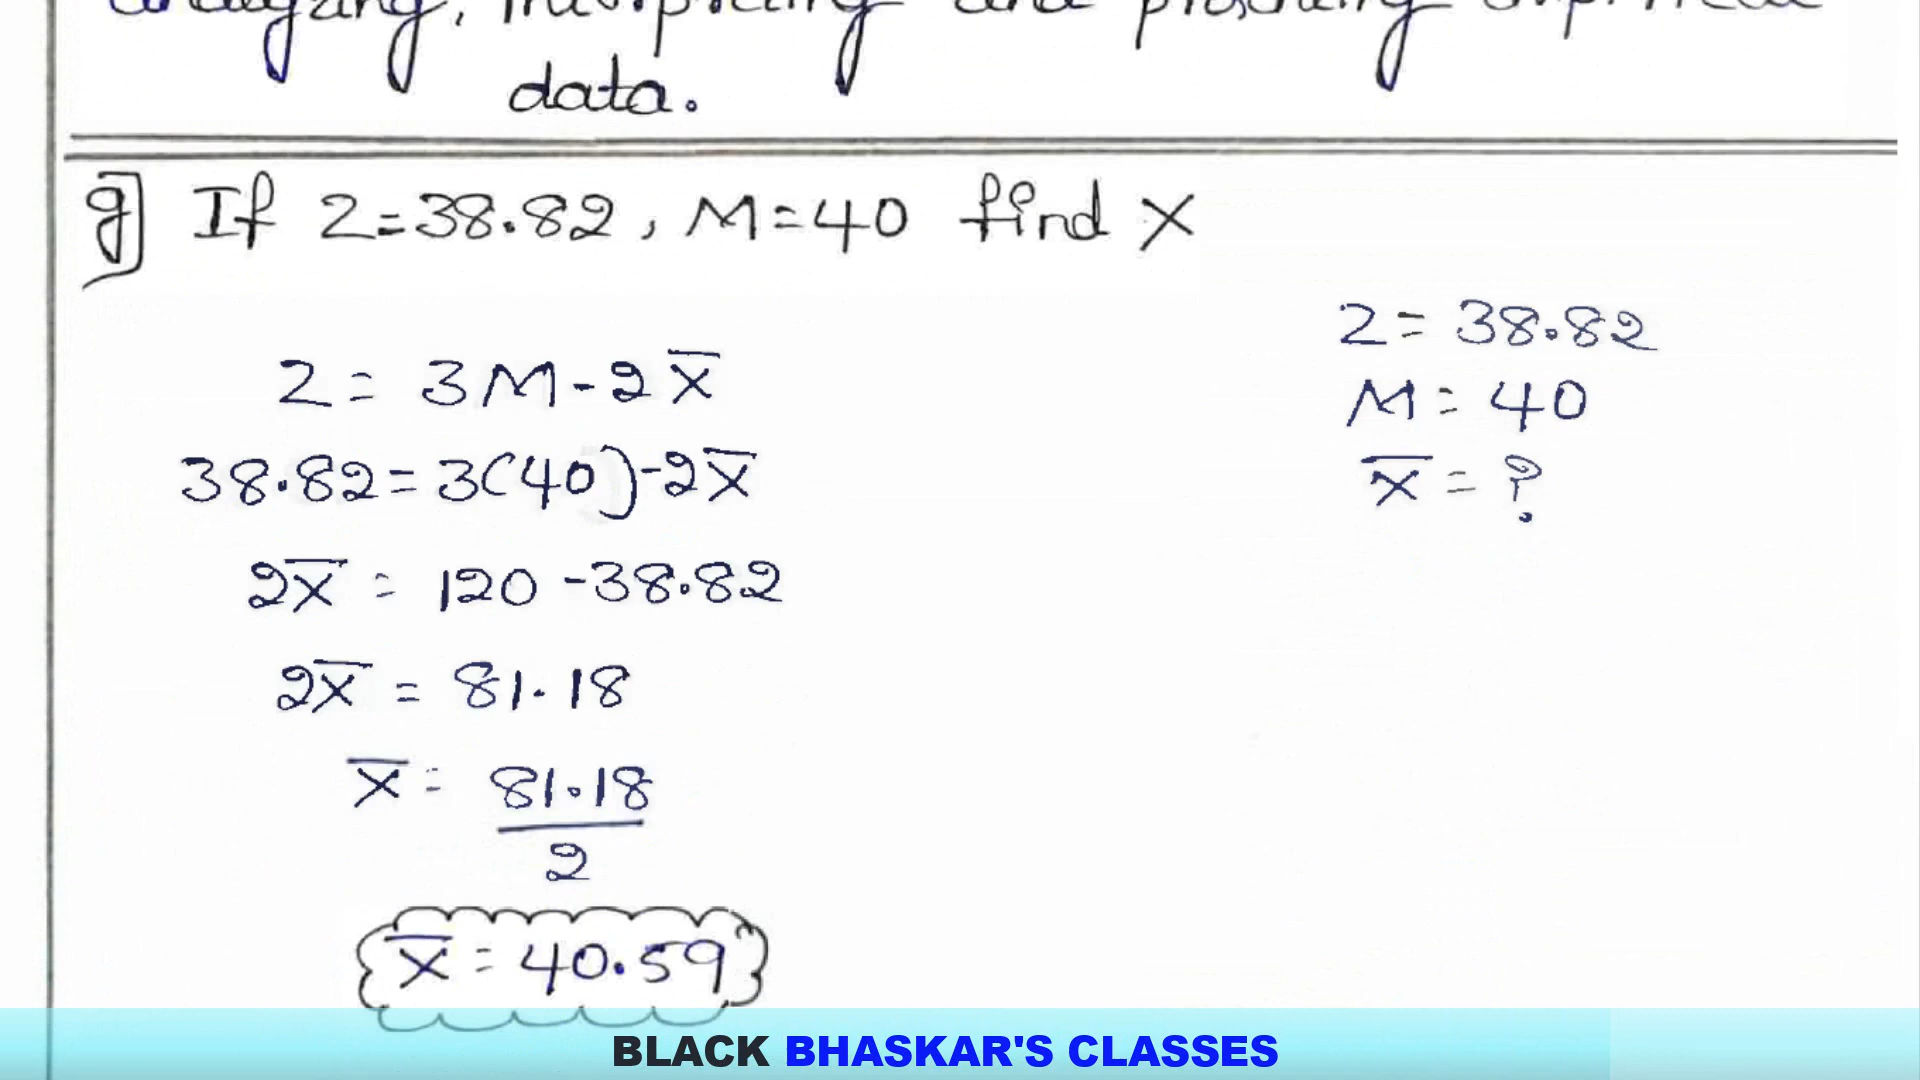 and
data.
g] If Z=38.82, M=40 find X
Z = 38.82
M = 40
X̅ = ?
Z = 3M - 2X̅
38.82 = 3(40) - 2X̅
2X̅ = 120 - 38.82
2X̅ = 81.18
X̅ = 81.18
2
X̅ = 40.59
BLACK BHASKAR'S CLASSES